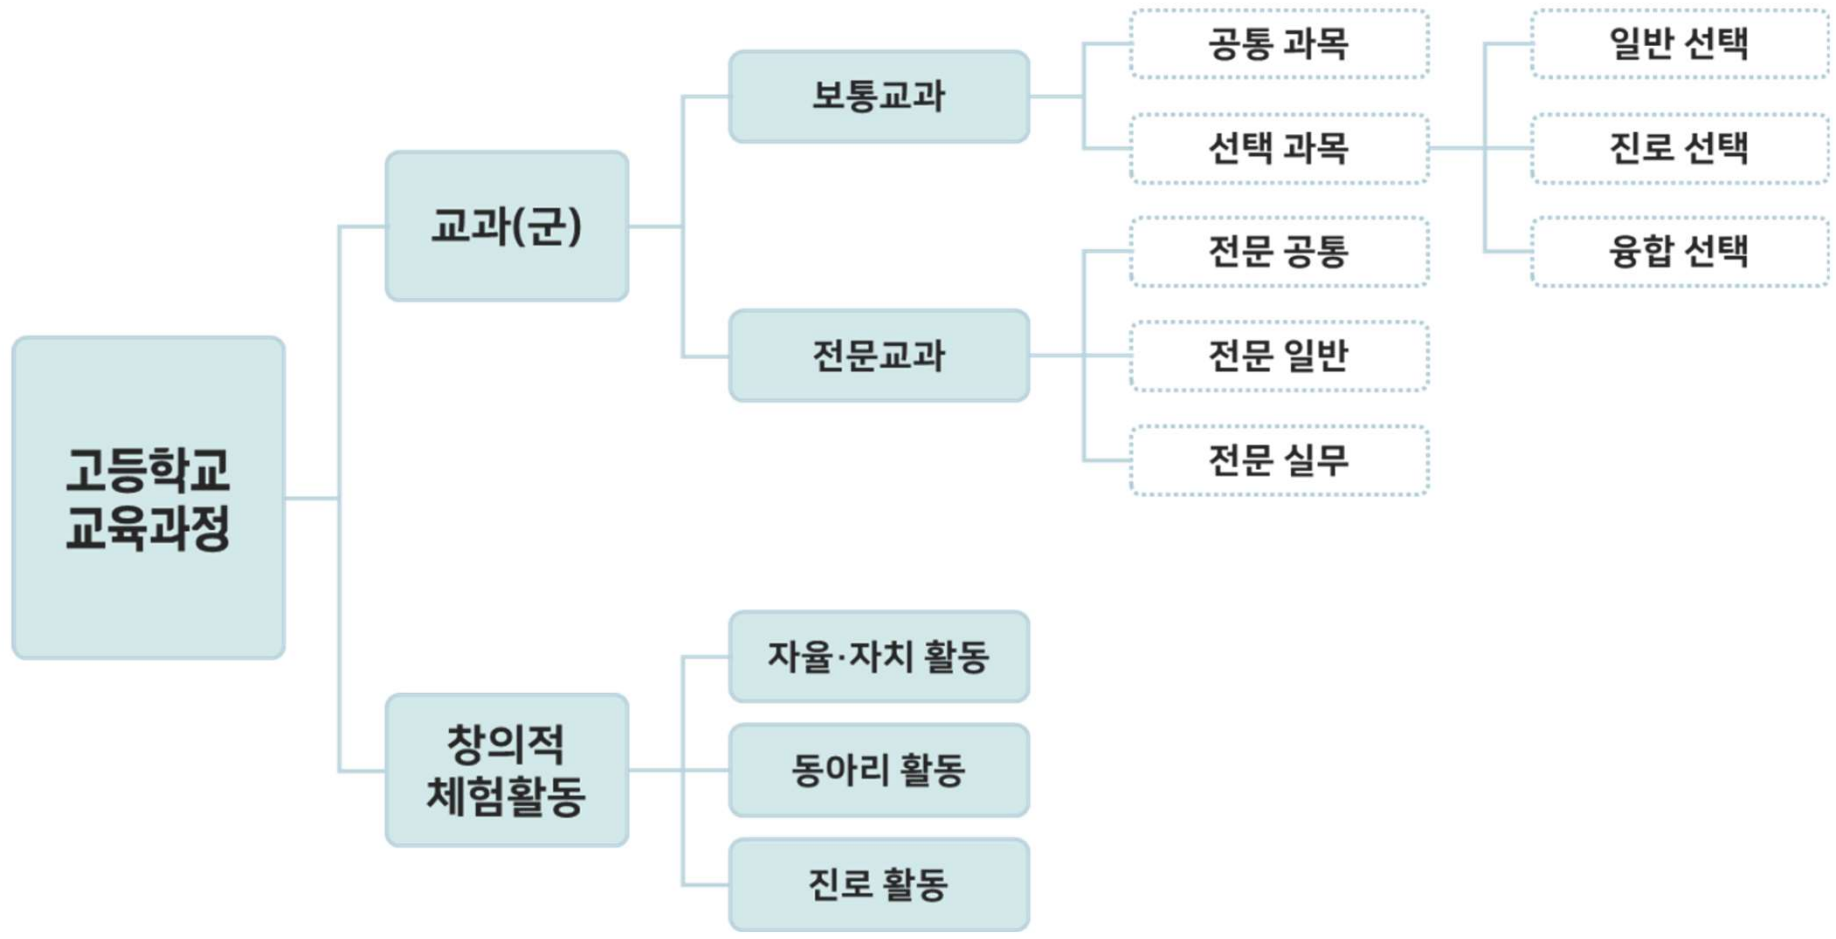 고등학교
교육과정
교과(군)
보통교과
공통 과목
선택 과목
일반 선택
진로 선택
융합 선택
전문교과
전문 공통
전문 일반
전문 실무
창의적
체험활동
자율·자치 활동
동아리 활동
진로 활동